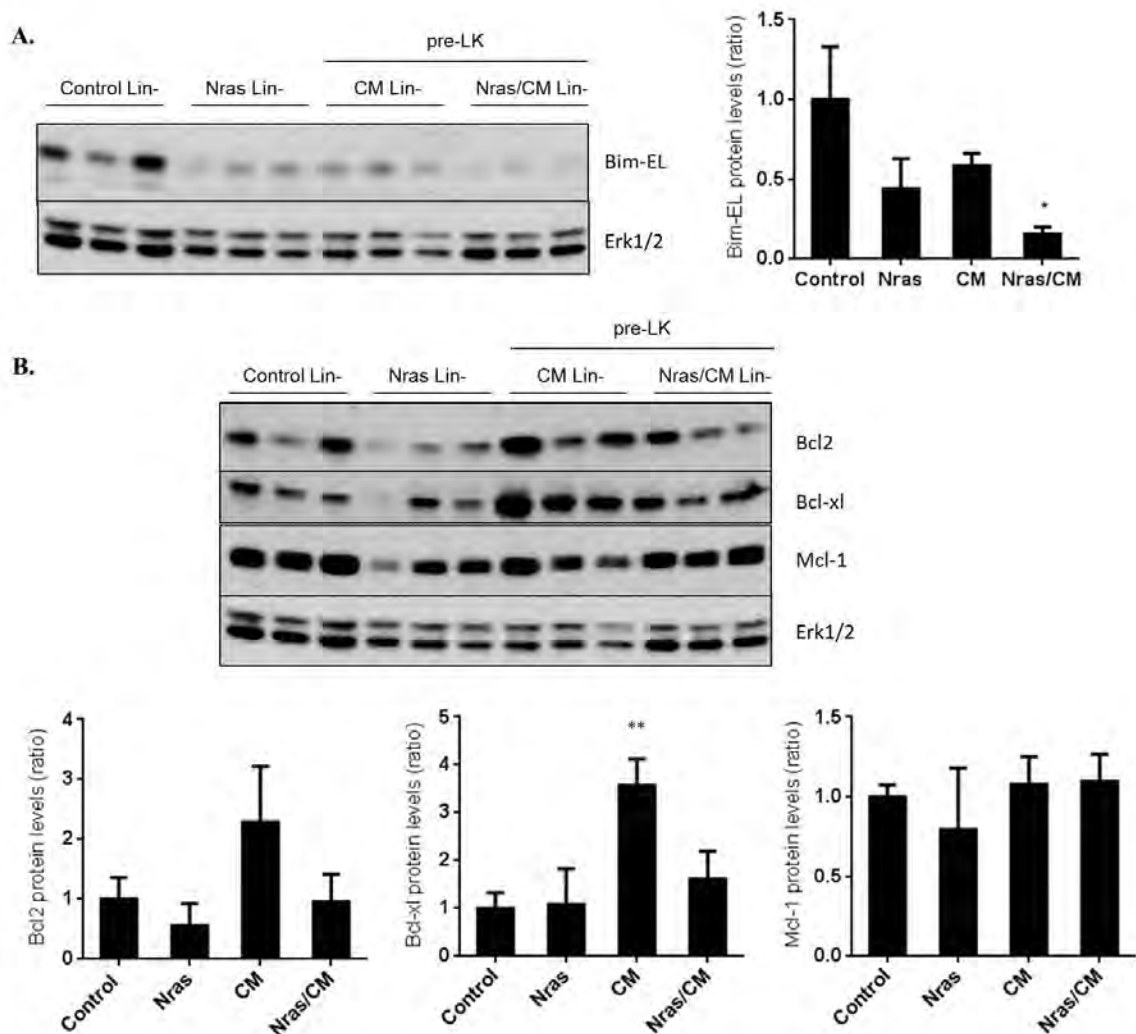 A.
pre-LK
Control Lin- Nras Lin- CM Lin- Nras/CM Lin-
Bim-EL
Erk1/2
Bim-EL protein levels (ratio)
1.5
1.0
0.5
0.0
Control Nras CM Nras/CM
*
B.
pre-LK
Control Lin- Nras Lin- CM Lin- Nras/CM Lin-
Bcl2
Bcl-xl
Mcl-1
Erk1/2
Bcl2 protein levels (ratio)
4
3
2
1
0
Control Nras CM Nras/CM
Bcl-xl protein levels (ratio)
5
4
3
2
1
0
**
Control Nras CM Nras/CM
Mcl-1 protein levels (ratio)
1.5
1.0
0.5
0.0
Control Nras CM Nras/CM